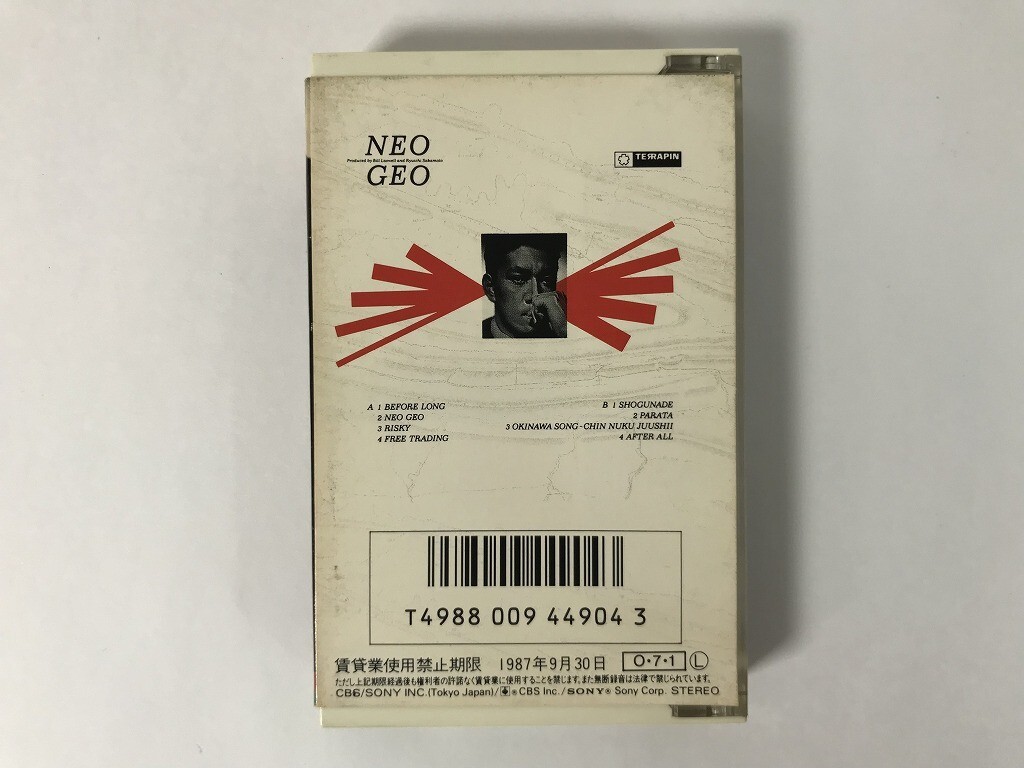 NEO
Produced by Bill Laswell and Ryuichi Sakamoto
GEO
TERRAPIN
A 1 BEFORE LONG
2 NEO GEO
3 RISKY
4 FREE TRADING
B 1 SHOGUNADE
2 PARATA
3 OKINAWA SONG-CHIN NUKU JUUSHII
4 AFTER ALL
T4988 009 44904 3
賃貸業使用禁止期限 1987年9月30日 O・7・1 Ⓛ
ただし上記期限経過後も権利者の許諾なく賃貸業に使用することを禁じます。また無断録音は法律で禁じられています。
CBS/SONY INC.(Tokyo Japan)/®CBS Inc./SONY® Sony Corp. STEREO